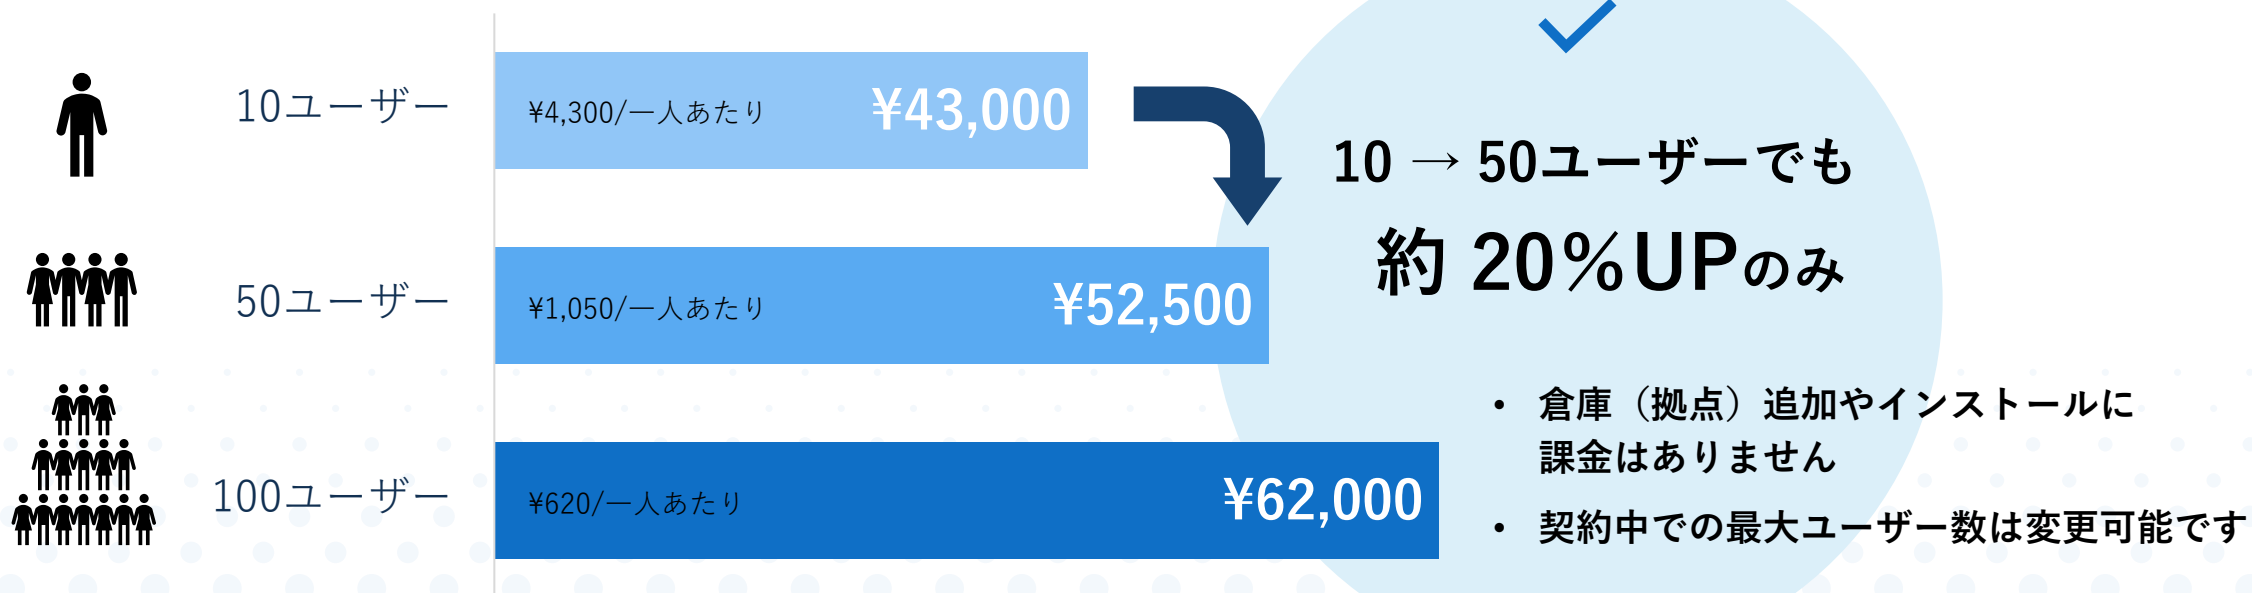 10ユーザー
¥4,300/一人あたり
¥43,000
50ユーザー
¥1,050/一人あたり
¥52,500
100ユーザー
¥620/一人あたり
¥62,000
10 → 50ユーザーでも
約 20%UPのみ
• 倉庫（拠点）追加やインストールに
課金はありません
• 契約中での最大ユーザー数は変更可能です